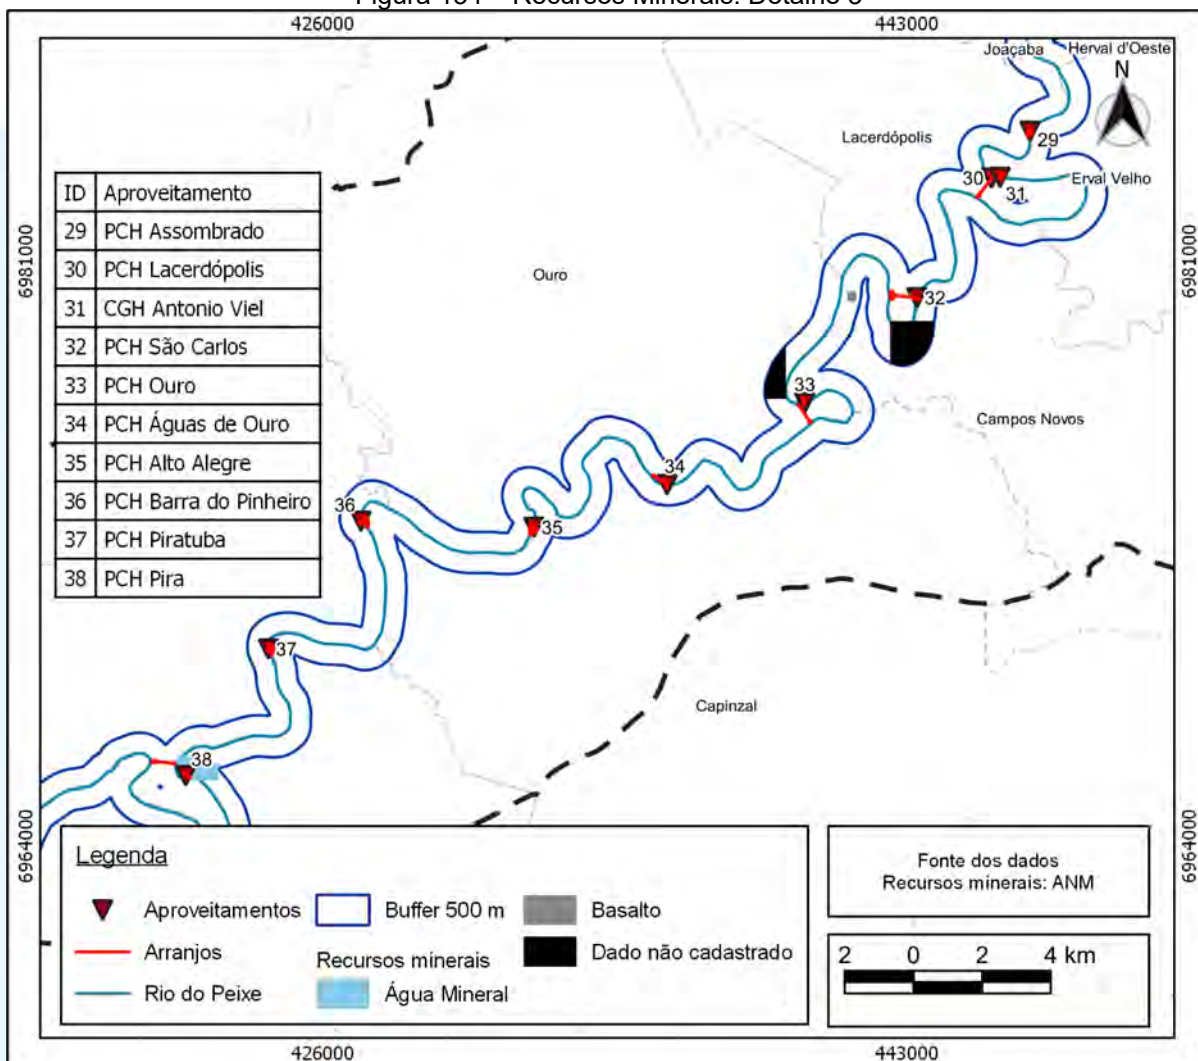 426000
443000
Joaçaba
Herval d'Oeste
N
29
Lacerdópolis
30
31
Erval Velho
ID Aproveitamento
29 PCH Assombrado
30 PCH Lacerdópolis
31 CGH Antonio Viel
32 PCH São Carlos
33 PCH Ouro
34 PCH Águas de Ouro
35 PCH Alto Alegre
36 PCH Barra do Pinheiro
37 PCH Piratuba
38 PCH Pira
6981000
6981000
Ouro
32
33
Campos Novos
34
36
35
37
Capinzal
38
6964000
6964000
Legenda
Aproveitamentos
Arranjos
Rio do Peixe
Buffer 500 m
Recursos minerais
Água Mineral
Basalto
Dado não cadastrado
Fonte dos dados
Recursos minerais: ANM
2 0 2 4 km
426000
443000